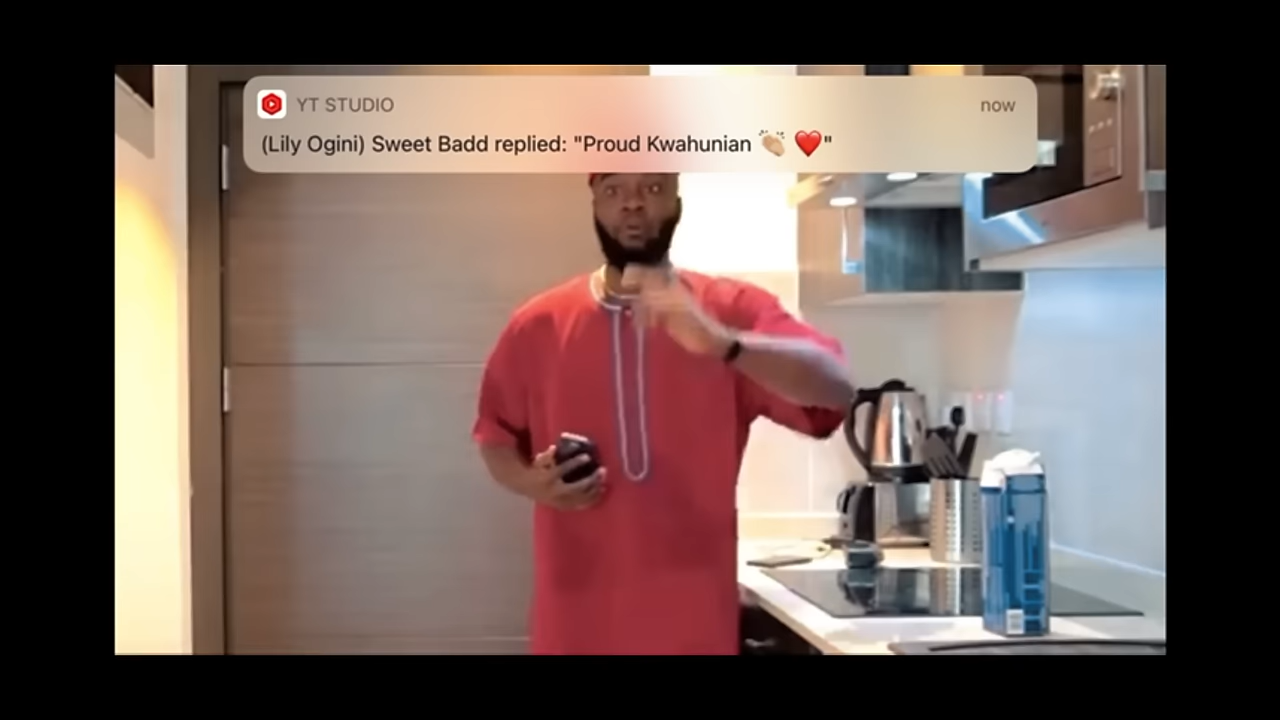 YT STUDIO
now
(Lily Ogini) Sweet Badd replied: "Proud Kwahunian 👏🏼 ❤️"